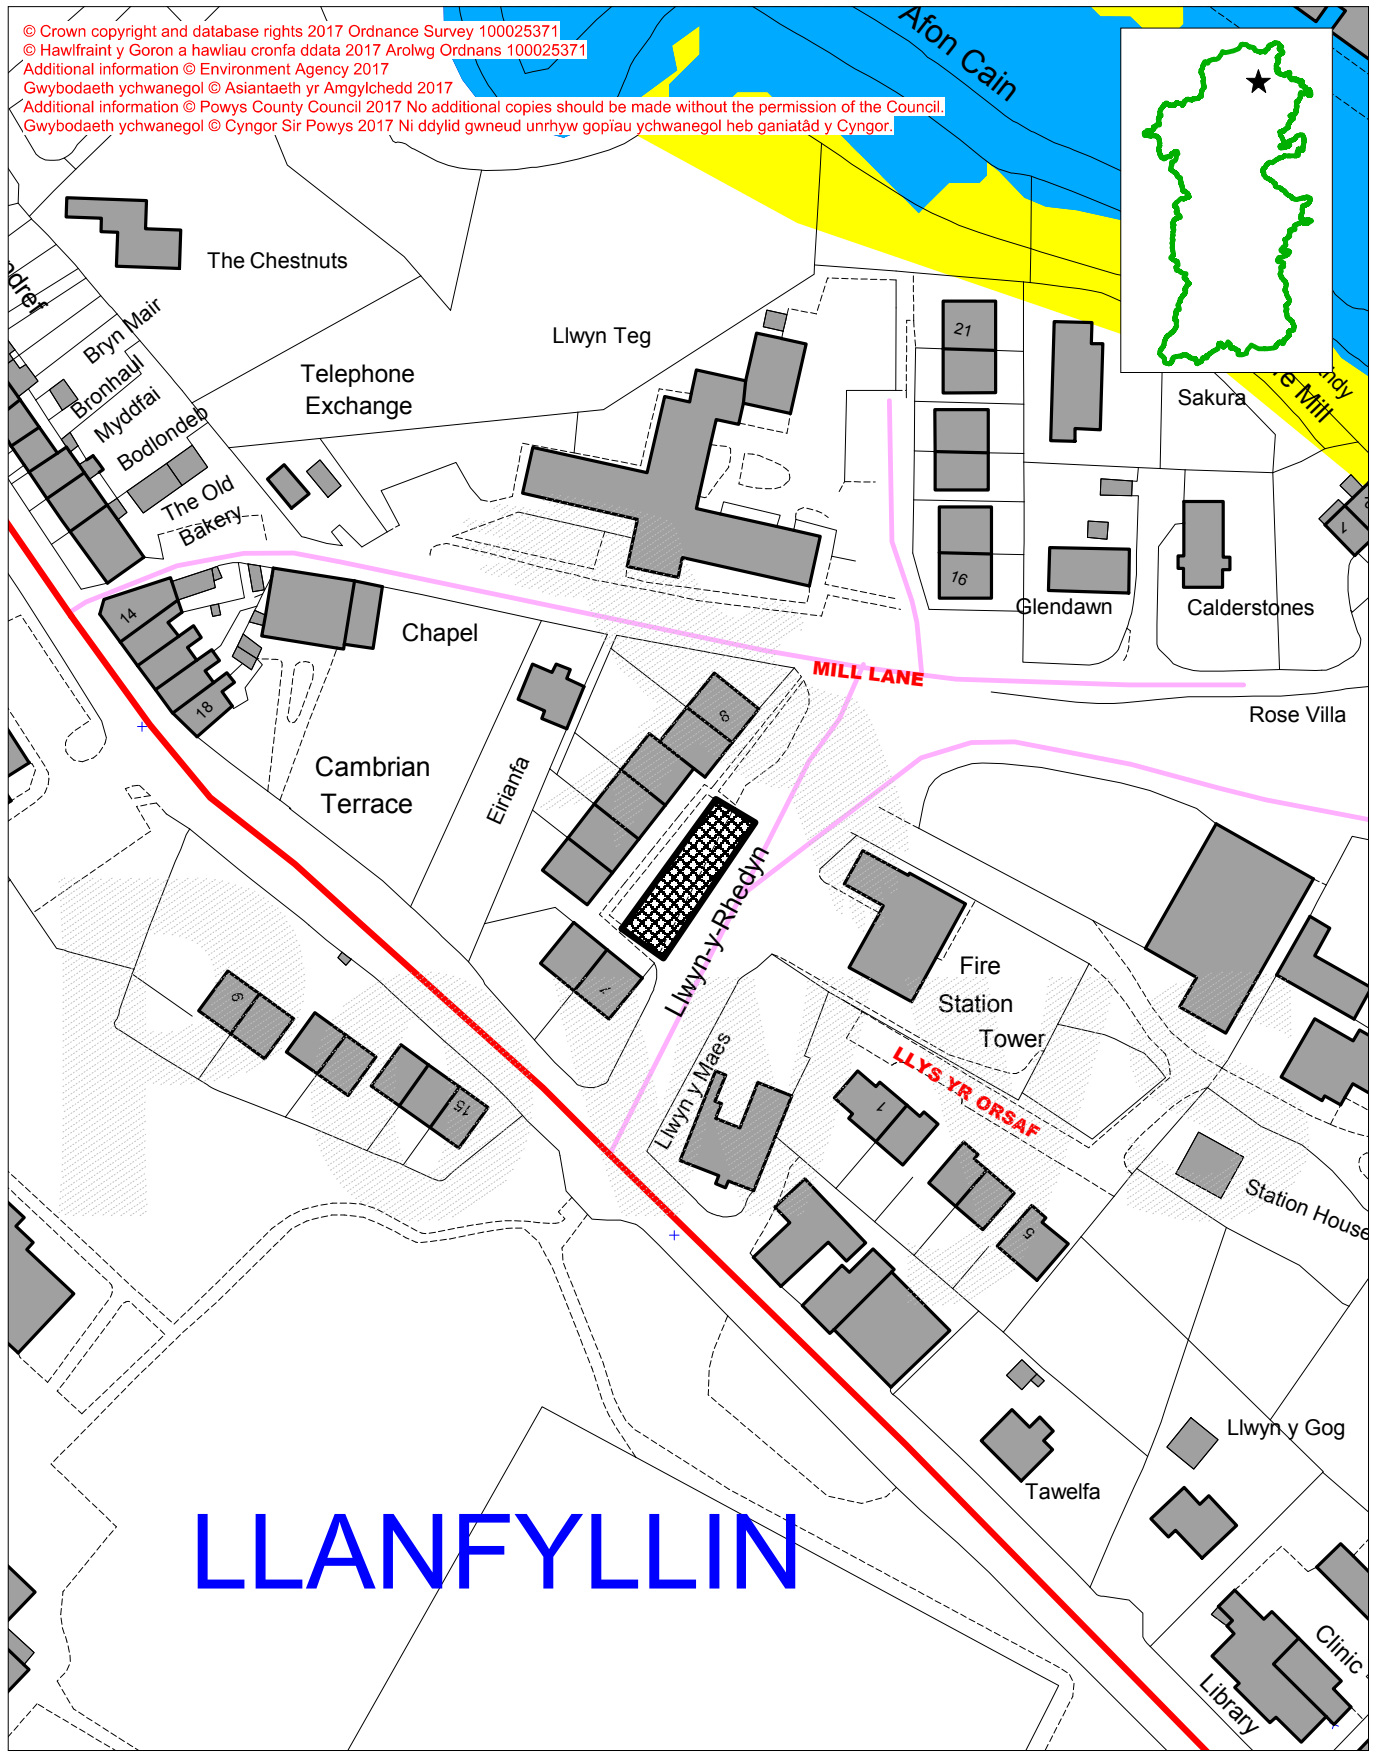 © Crown copyright and database rights 2017 Ordnance Survey 100025371
© Hawlfraint y Goron a hawliau cronfa ddata 2017 Arolwg Ordnans 100025371
Additional information © Environment Agency 2017
Gwybodaeth ychwanegol © Asiantaeth yr Amgylchedd 2017
Additional information © Powys County Council 2017 No additional copies should be made without the permission of the Council.
Gwybodaeth ychwanegol © Cyngor Sir Powys 2017 Ni ddylid gwneud unrhyw gopïau ychwanegol heb ganiatâd y Cyngor.
Afon Cain
The Chestnuts
Bryn Mair
Bronhaul
Myddfai
Bodlondeb
The Old
Bakery
Telephone
Exchange
Llwyn Teg
21
16
Sakura
Mill
Glendawn
Calderstones
1
14
18
Chapel
MILL LANE
Rose Villa
8
Cambrian
Terrace
Eirianfa
Llwyn-y-Rhedyn
7
Fire
Station
Tower
9
15
Llwyn y Maes
LLYS YR ORSAF
1
5
Station House
Llwyn y Gog
Tawelfa
LLANFYLLIN
Clinic
Library